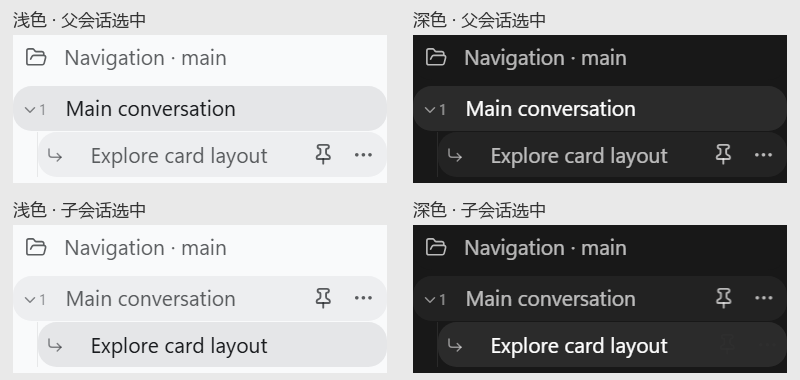 浅色 · 父会话选中
Navigation · main
1 Main conversation
Explore card layout
深色 · 父会话选中
Navigation · main
1 Main conversation
Explore card layout
浅色 · 子会话选中
Navigation · main
1 Main conversation
Explore card layout
深色 · 子会话选中
Navigation · main
1 Main conversation
Explore card layout